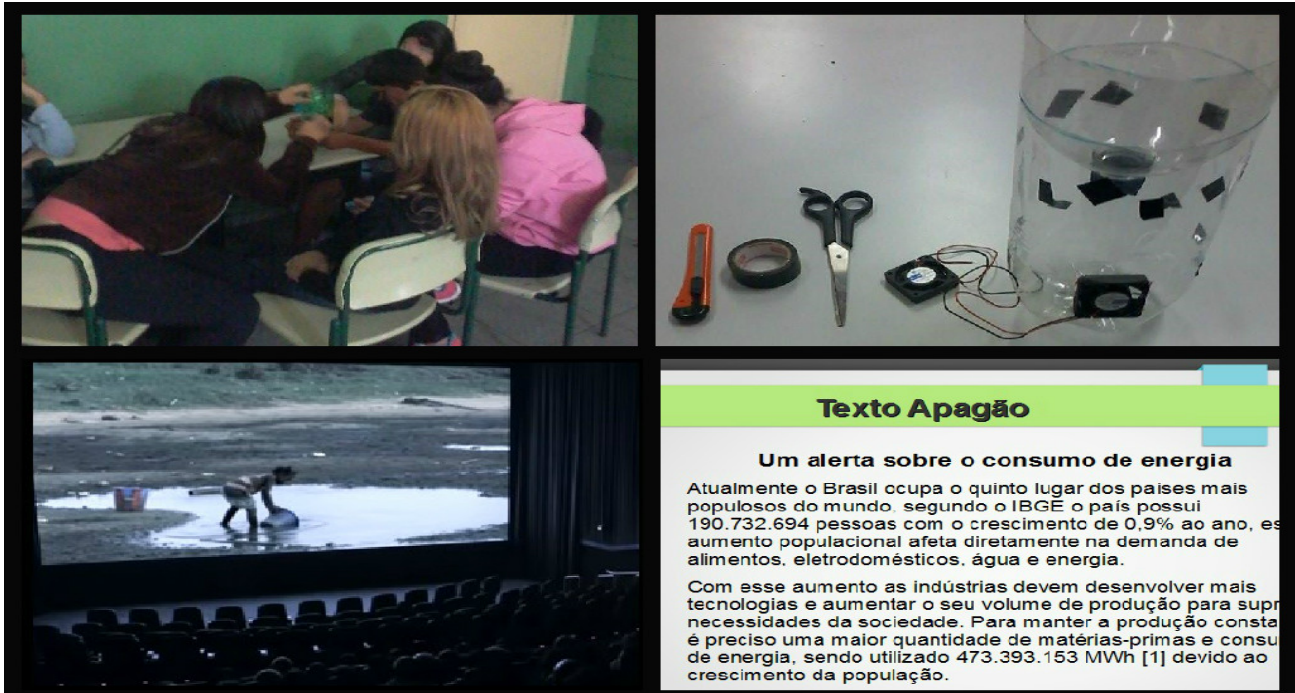 Texto Apagão
Um alerta sobre o consumo de energia
Atualmente o Brasil ocupa o quinto lugar dos países mais
populosos do mundo, segundo o IBGE o país possui
190.732.694 pessoas com o crescimento de 0,9% ao ano, es
aumento populacional afeta diretamente na demanda de
alimentos, eletrodomésticos, água e energia.
Com esse aumento as indústrias devem desenvolver mais
tecnologias e aumentar o seu volume de produção para supr
necessidades da sociedade. Para manter a produção consta
é preciso uma maior quantidade de matérias-primas e consu
de energia, sendo utilizado 473.393.153 MWh [1] devido ao
crescimento da população.